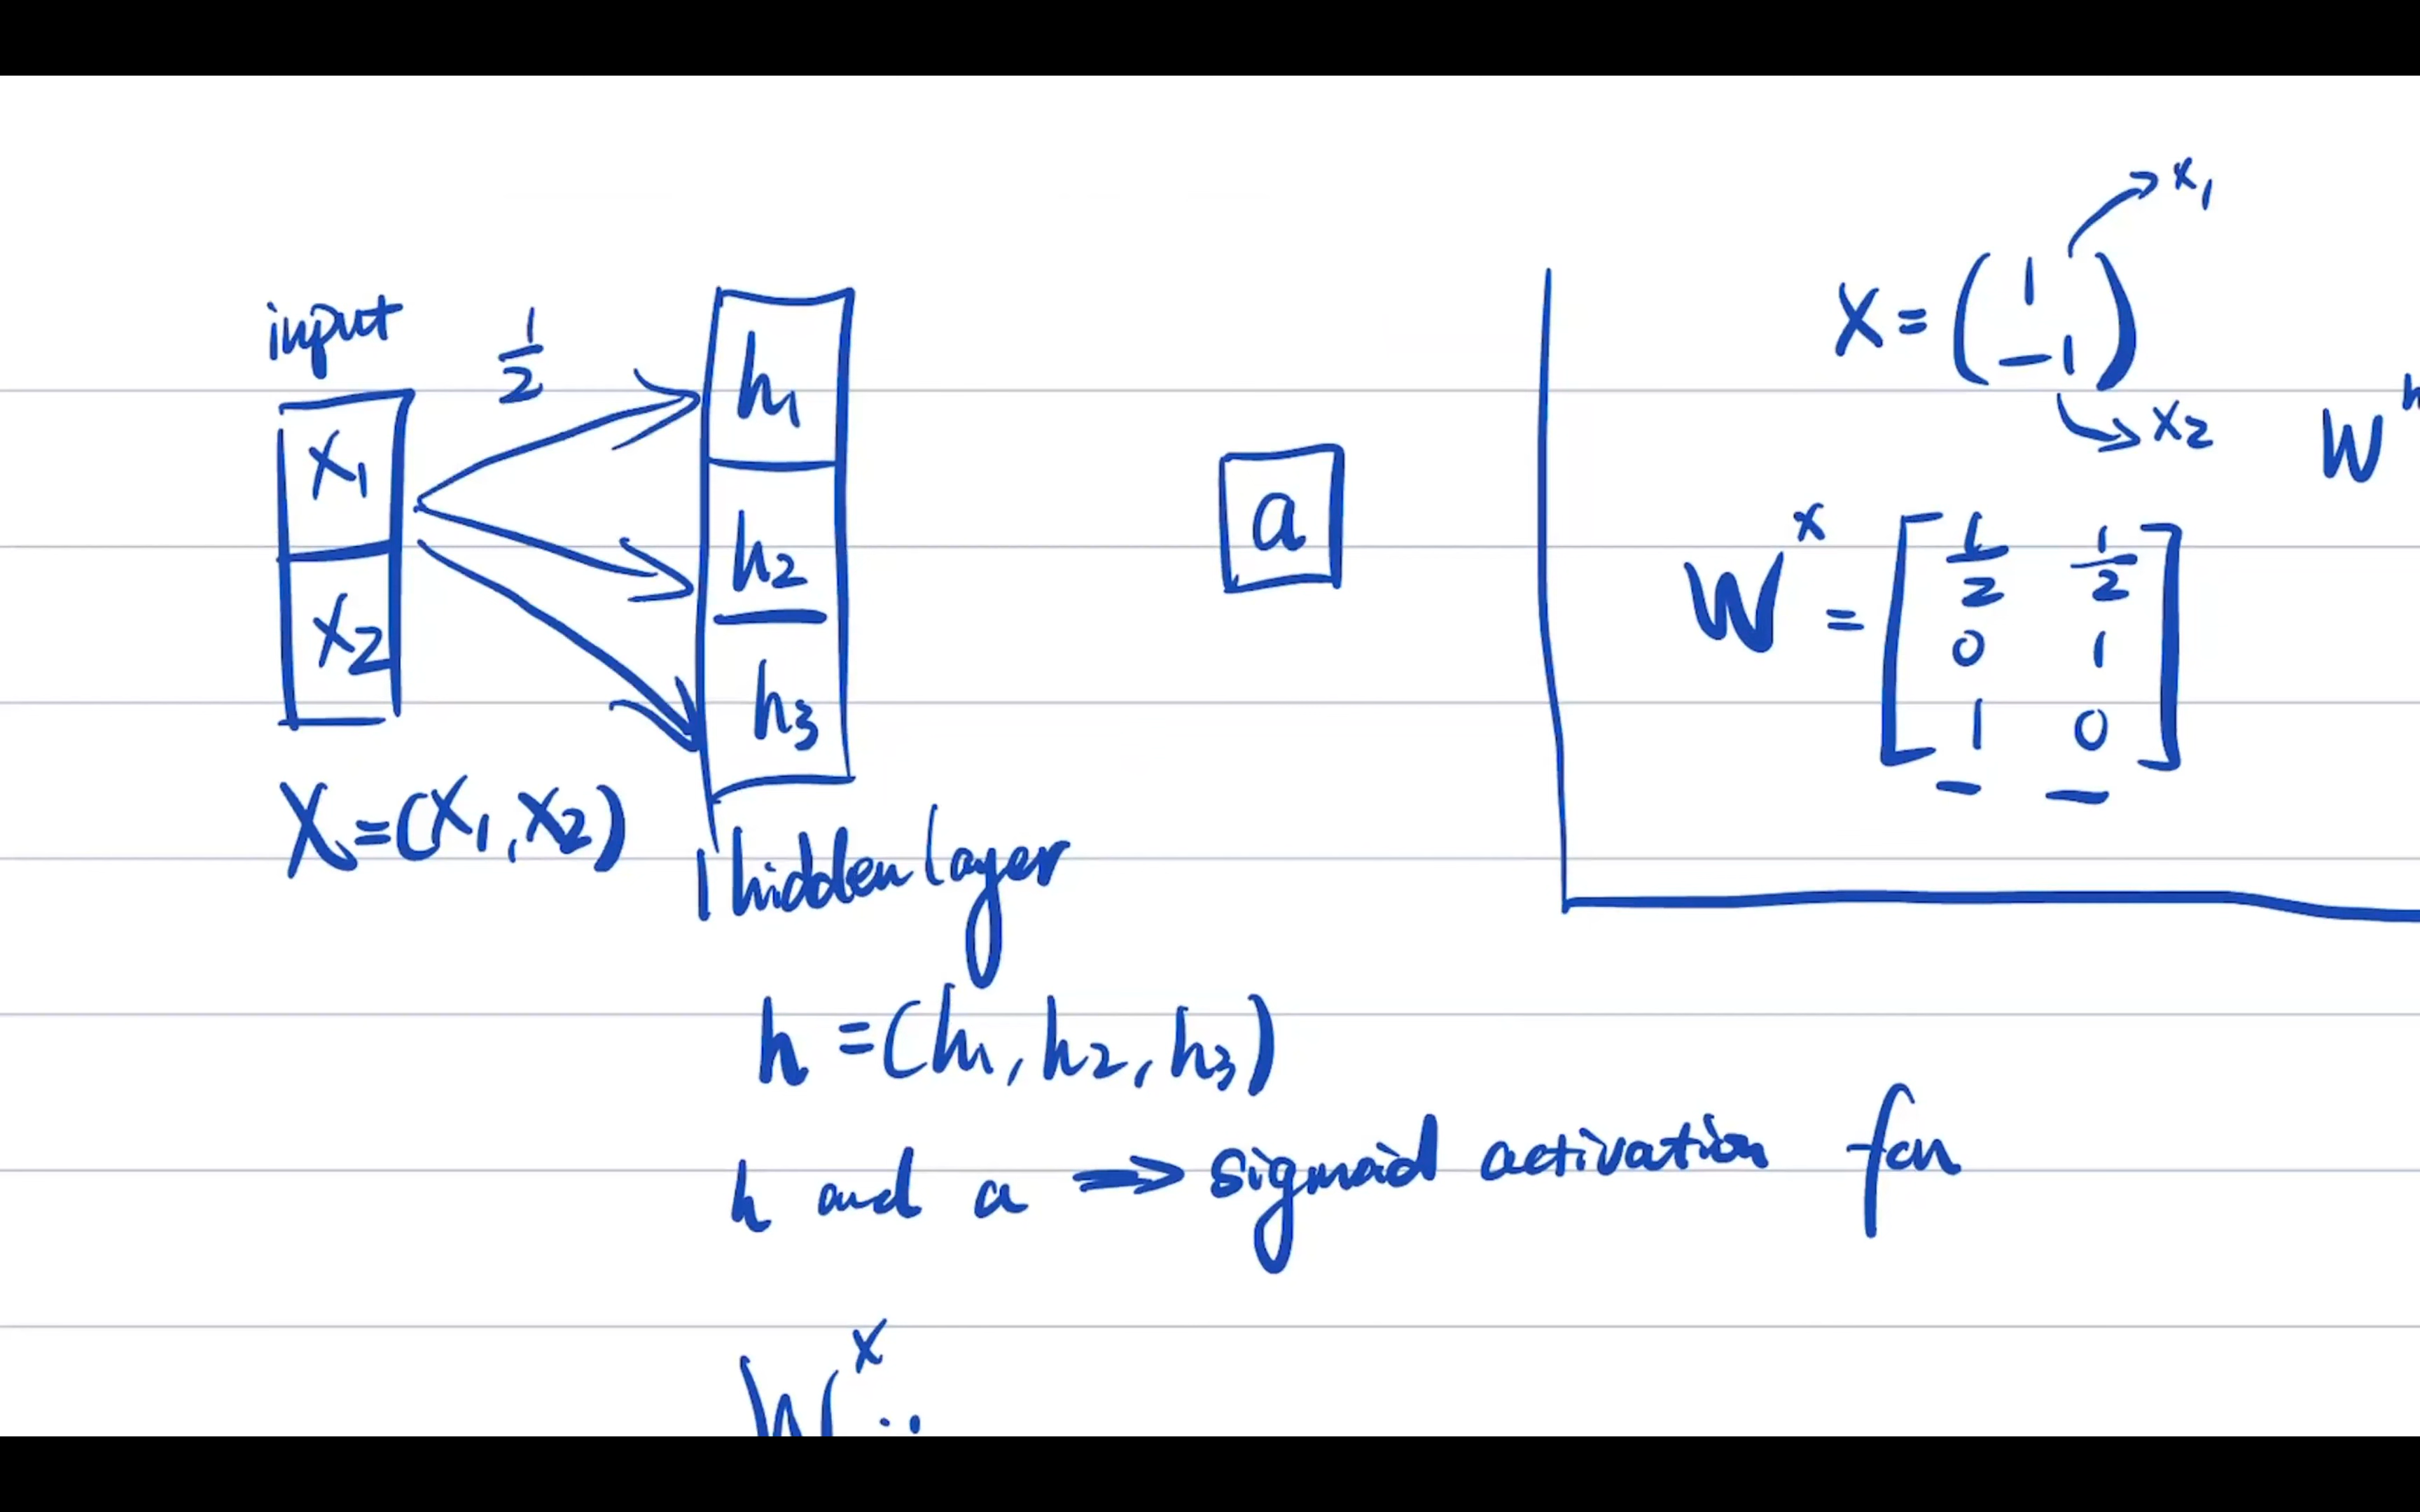 input
1/2
x1
x2
X=(x1,x2)
h1
h2
h3
1 hidden layer
a
h=(h1,h2,h3)
h and a ⇒ sigmoid activation fcn
W^x ..
X=(1
-1)
→x1
→x2
W^h
W^x = [1/2 1/2
0 1
1 0]